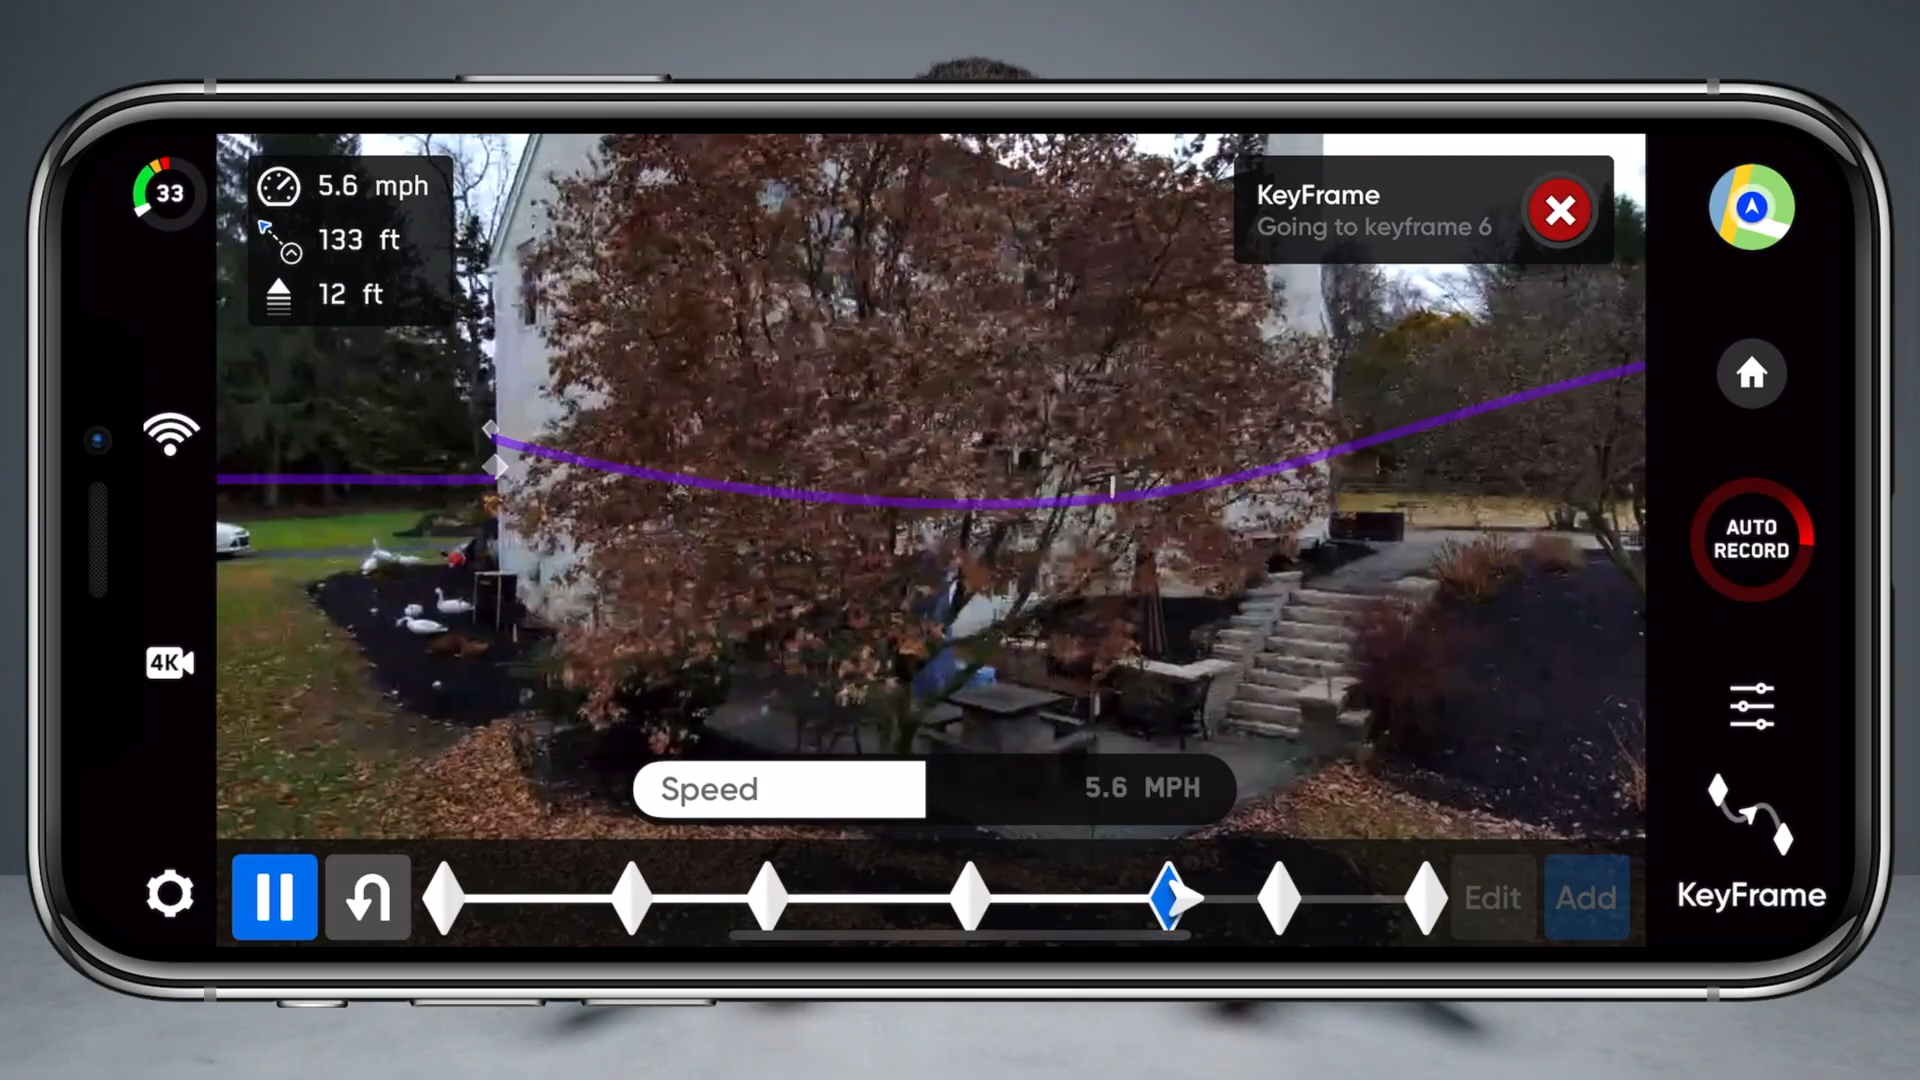 33
5.6 mph
133 ft
12 ft
KeyFrame
Going to keyframe 6
AUTO
RECORD
4K
Speed
5.6 MPH
Edit
Add
KeyFrame